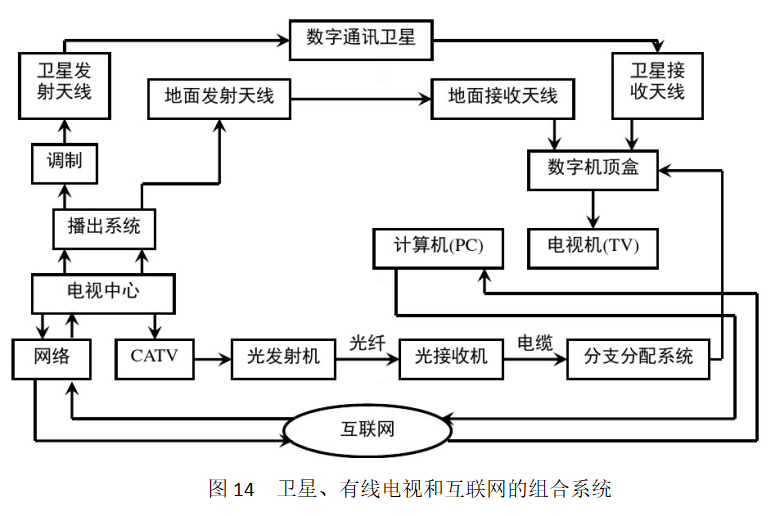 数字通讯卫星
卫星发
射天线
卫星接
收天线
地面发射天线
地面接收天线
调制
数字机顶盒
播出系统
计算机(PC)
电视机(TV)
电视中心
网络
CATV
光发射机
光纤
光接收机
电缆
分支分配系统
互联网
图 14 卫星、有线电视和互联网的组合系统